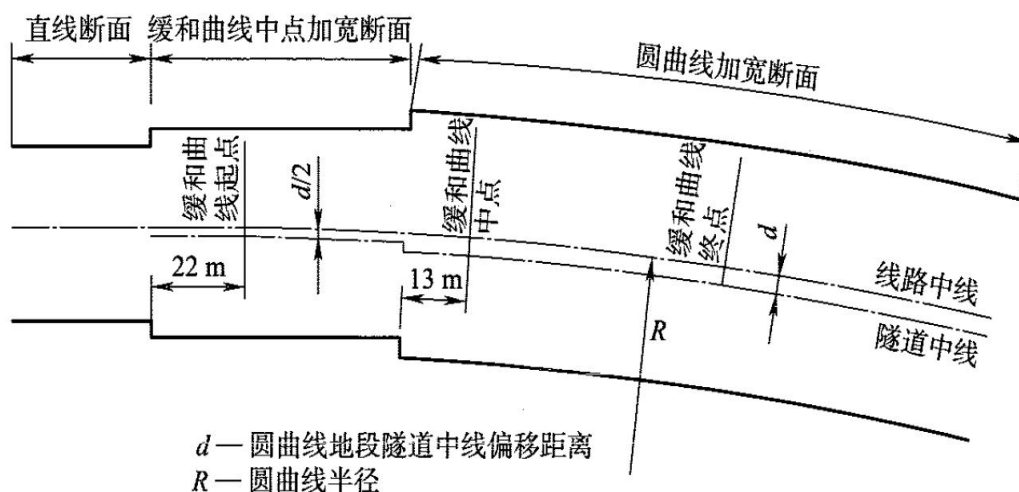 直线断面
缓和曲线中点加宽断面
圆曲线加宽断面
缓和曲
线起点
d/2
缓和曲线
中点
缓和曲线
终点
d
22 m
13 m
线路中线
R
隧道中线
d — 圆曲线地段隧道中线偏移距离
R — 圆曲线半径